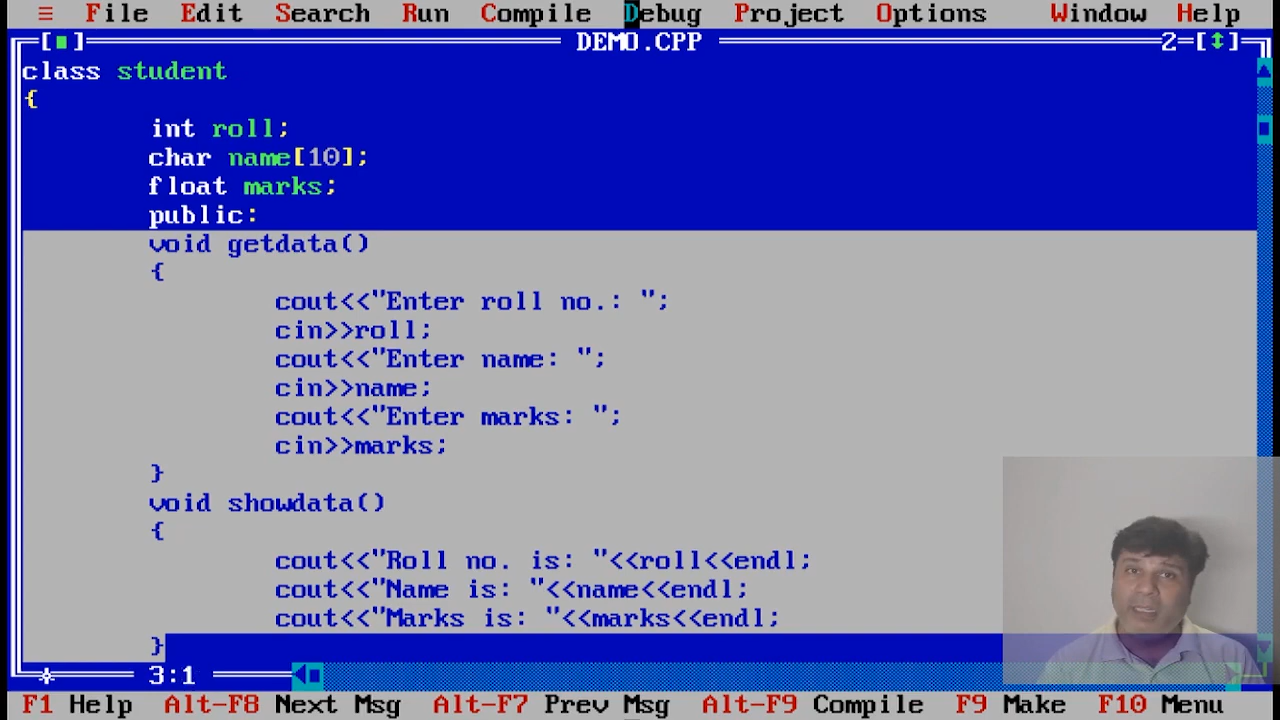 ≡ File Edit Search Run Compile Debug Project Options Window Help
[■] DEMO.CPP 2=[↕]
class student
{
int roll;
char name[10];
float marks;
public:
void getdata()
{
cout<<"Enter roll no.: ";
cin>>roll;
cout<<"Enter name: ";
cin>>name;
cout<<"Enter marks: ";
cin>>marks;
}
void showdata()
{
cout<<"Roll no. is: "<<roll<<endl;
cout<<"Name is: "<<name<<endl;
cout<<"Marks is: "<<marks<<endl;
}
3:1
F1 Help Alt-F8 Next Msg Alt-F7 Prev Msg Alt-F9 Compile F9 Make F10 Menu